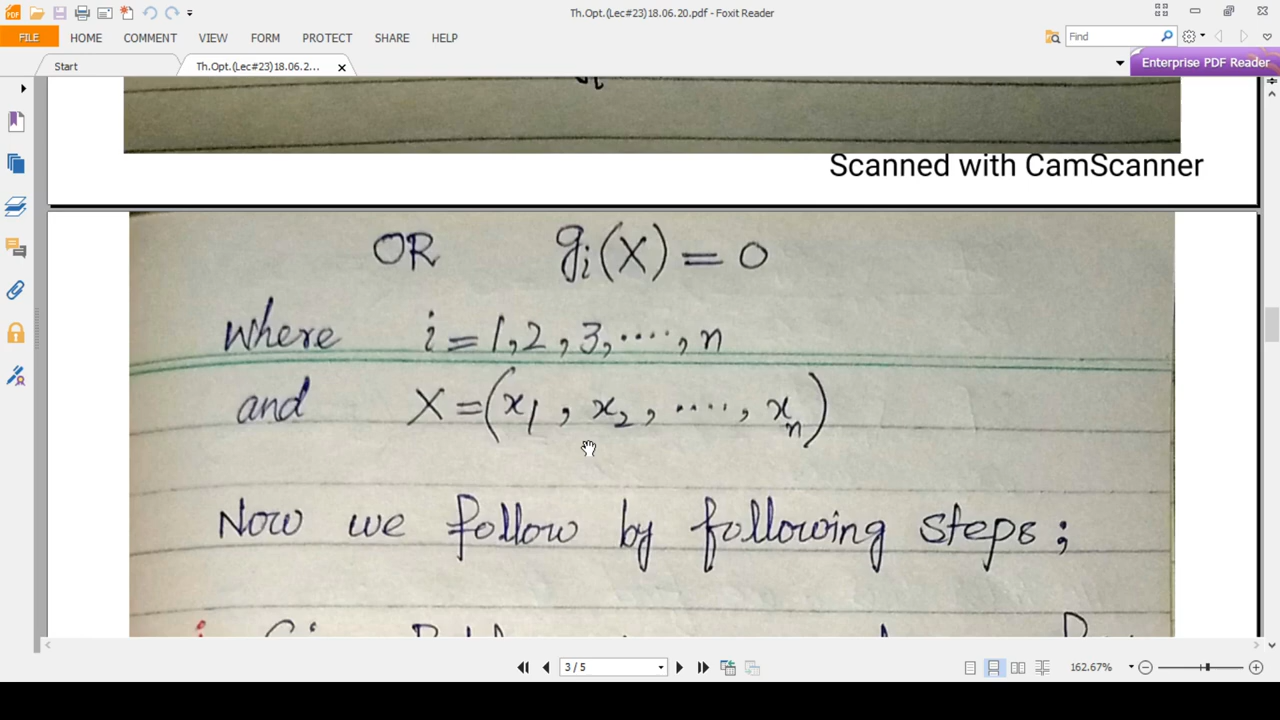 Th.Opt.(Lec#23)18.06.20.pdf - Foxit Reader
FILE HOME COMMENT VIEW FORM PROTECT SHARE HELP
Find
Start Th.Opt.(Lec#23)18.06.2...
Enterprise PDF Reader
Scanned with CamScanner
OR gᵢ(X) = 0
where i = 1, 2, 3, ...., n
and X = (x₁, x₂, ...., xₙ)
Now we follow by following steps;
3 / 5
162.67%